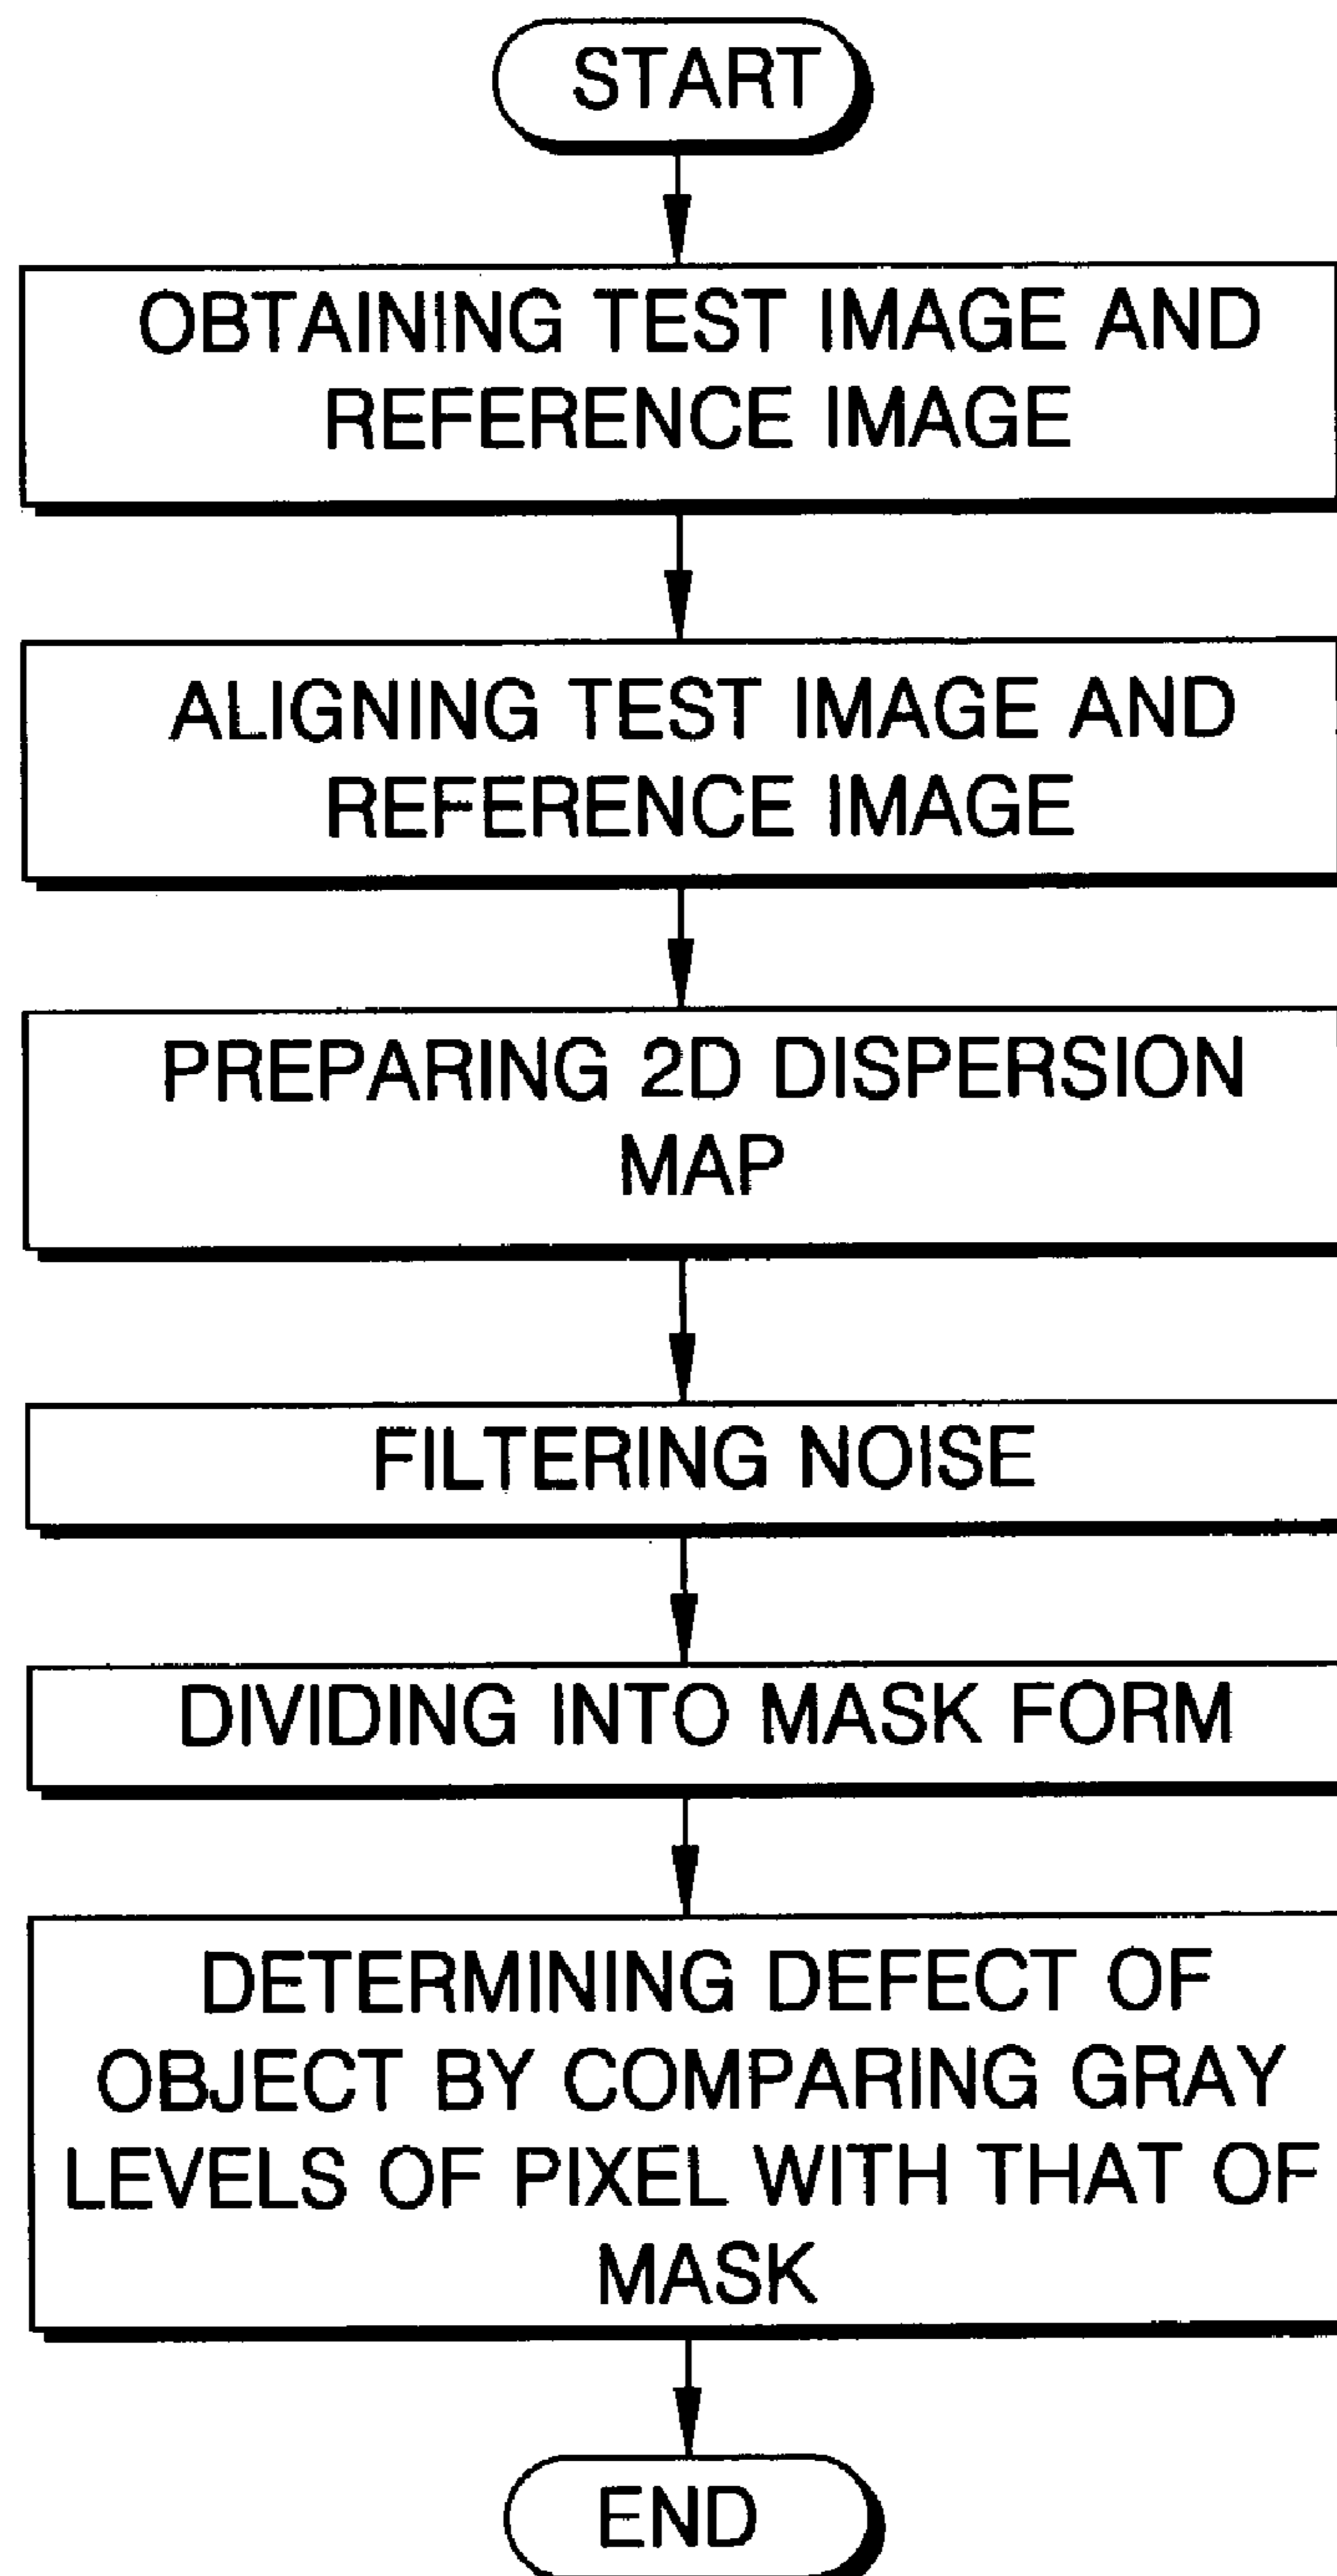 START
OBTAINING TEST IMAGE AND
REFERENCE IMAGE
ALIGNING TEST IMAGE AND
REFERENCE IMAGE
PREPARING 2D DISPERSION
MAP
FILTERING NOISE
DIVIDING INTO MASK FORM
DETERMINING DEFECT OF
OBJECT BY COMPARING GRAY
LEVELS OF PIXEL WITH THAT OF
MASK
END